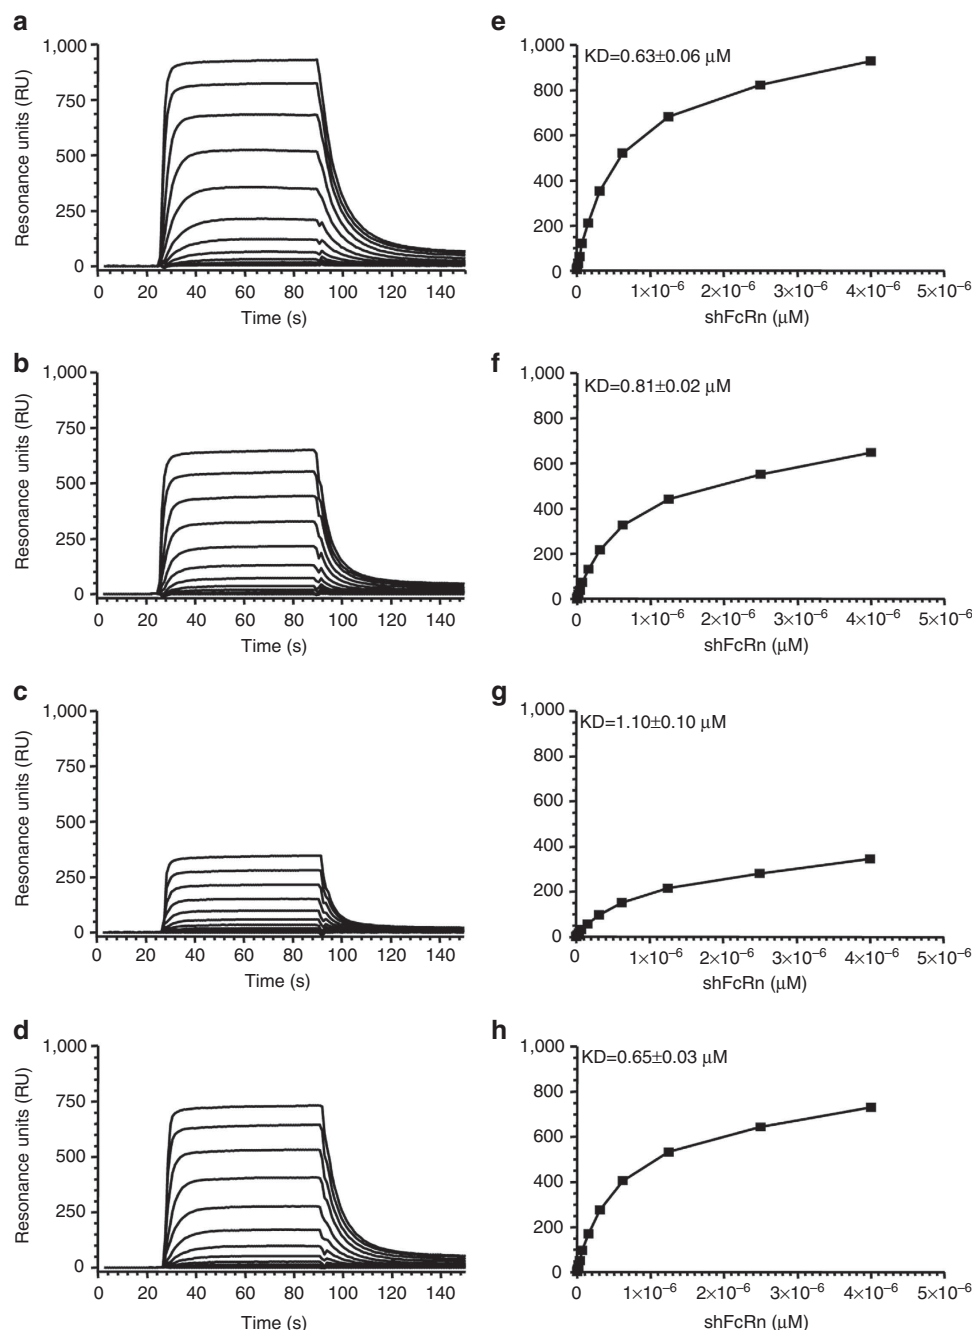 a
1,000
750
500
250
0
Resonance units (RU)
0 20 40 60 80 100 120 140
Time (s)
e
1,000
KD=0.63±0.06 μM
800
600
400
200
0
0 1×10⁻⁶ 2×10⁻⁶ 3×10⁻⁶ 4×10⁻⁶ 5×10⁻⁶
shFcRn (μM)
b
1,000
750
500
250
0
Resonance units (RU)
0 20 40 60 80 100 120 140
Time (s)
f
1,000
KD=0.81±0.02 μM
800
600
400
200
0
0 1×10⁻⁶ 2×10⁻⁶ 3×10⁻⁶ 4×10⁻⁶ 5×10⁻⁶
shFcRn (μM)
c
1,000
750
500
250
0
Resonance units (RU)
0 20 40 60 80 100 120 140
Time (s)
g
1,000
KD=1.10±0.10 μM
800
600
400
200
0
0 1×10⁻⁶ 2×10⁻⁶ 3×10⁻⁶ 4×10⁻⁶ 5×10⁻⁶
shFcRn (μM)
d
1,000
750
500
250
0
Resonance units (RU)
0 20 40 60 80 100 120 140
Time (s)
h
1,000
KD=0.65±0.03 μM
800
600
400
200
0
0 1×10⁻⁶ 2×10⁻⁶ 3×10⁻⁶ 4×10⁻⁶ 5×10⁻⁶
shFcRn (μM)